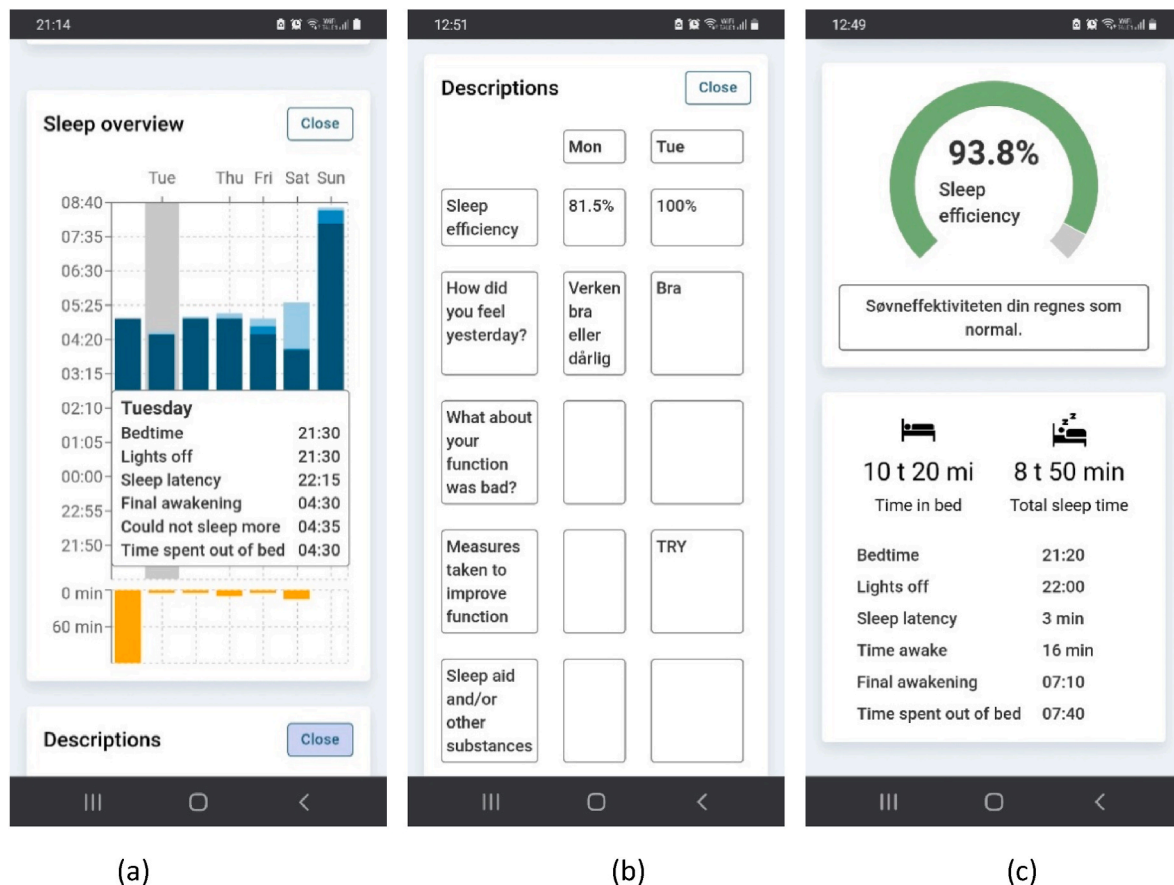 21:14
Sleep overview
Close
Tue Thu Fri Sat Sun
08:40
07:35
06:30
05:25
04:20
03:15
02:10
01:05
00:00
22:55
21:50
Tuesday
Bedtime 21:30
Lights off 21:30
Sleep latency 22:15
Final awakening 04:30
Could not sleep more 04:35
Time spent out of bed 04:30
0 min
60 min
Descriptions
Close
(a)
12:51
Descriptions
Close
Mon Tue
Sleep
efficiency
81.5%
100%
How did
you feel
yesterday?
Verken
bra
eller
dårlig
Bra
What about
your
function
was bad?
Measures
taken to
improve
function
TRY
Sleep aid
and/or
other
substances
(b)
12:49
93.8%
Sleep
efficiency
Søvneffektiviteten din regnes som
normal.
10 t 20 mi
Time in bed
8 t 50 min
Total sleep time
Bedtime 21:20
Lights off 22:00
Sleep latency 3 min
Time awake 16 min
Final awakening 07:10
Time spent out of bed 07:40
(c)